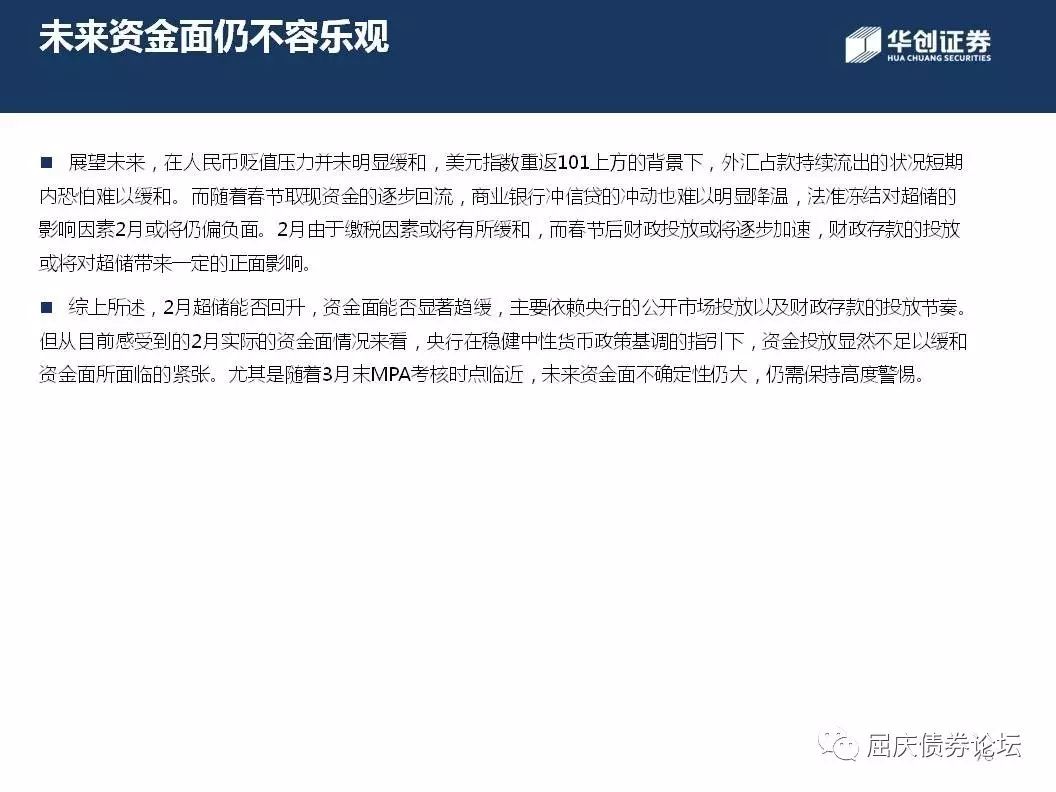 未来资金面仍不容乐观
华创证券
HUA CHUANG SECURITIES
■ 展望未来，在人民币贬值压力并未明显缓和，美元指数重返101上方的背景下，外汇占款持续流出的状况短期
内恐怕难以缓和。而随着春节取现资金的逐步回流，商业银行冲信贷的冲动也难以明显降温，法准冻结对超储的
影响因素2月或将仍偏负面。2月由于缴税因素或将有所缓和，而春节后财政投放或将逐步加速，财政存款的投放
或将对超储带来一定的正面影响。
■ 综上所述，2月超储能否回升，资金面能否显著趋缓，主要依赖央行的公开市场投放以及财政存款的投放节奏。
但从目前感受到的2月实际的资金面情况来看，央行在稳健中性货币政策基调的指引下，资金投放显然不足以缓和
资金面所面临的紧张。尤其是随着3月末MPA考核时点临近，未来资金面不确定性仍大，仍需保持高度警惕。
屈庆债券论坛